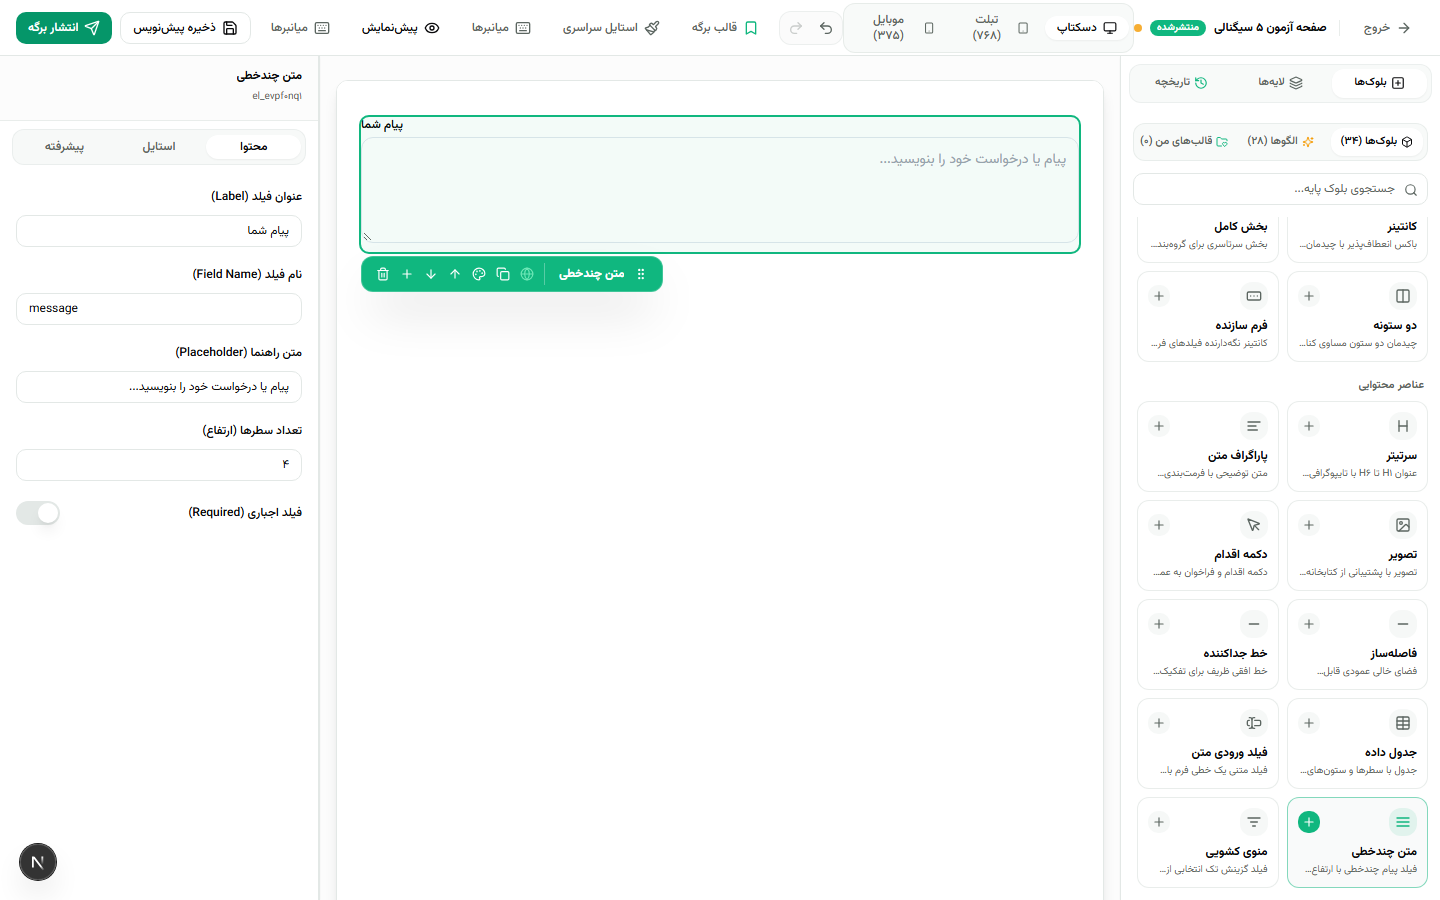 خروج
صفحه آزمون ۵ سیگنالی
منتشرشده
دسکتاپ
تبلت (۷۶۸)
موبایل (۳۷۵)
قالب برگه
استایل سراسری
میانبرها
پیش‌نمایش
میانبرها
ذخیره پیش‌نویس
انتشار برگه
بلوک‌ها
لایه‌ها
تاریخچه
بلوک‌ها (۳۴)
الگوها (۲۸)
قالب‌های من (۰)
جستجوی بلوک پایه...
کانتینر
باکس انعطاف‌پذیر با چیدمان...
بخش کامل
بخش سرتاسری برای گروه‌بند...
دو ستونه
چیدمان دو ستون مساوی کنا...
فرم سازنده
کانتینر نگه‌دارنده فیلدهای فر...
عناصر محتوایی
سرتیتر
عنوان H۱ تا H۶ با تایپوگرافی...
پاراگراف متن
متن توضیحی با فرمت‌بندی...
تصویر
تصویر با پشتیبانی از کتابخانه...
دکمه اقدام
دکمه اقدام و فراخوان به عمـ...
فاصله‌ساز
فضای خالی عمودی قابل...
خط جداکننده
خط افقی ظریف برای تفکیک...
جدول داده
جدول با سطرها و ستون‌های...
فیلد ورودی متن
فیلد متنی یک خطی فرم با...
متن چندخطی
فیلد پیام چندخطی با ارتفاع...
منوی کشویی
فیلد گزینش تک انتخابی از...
پیام شما
پیام یا درخواست خود را بنویسید...
متن چندخطی
متن چندخطی
el_evpf۰nq۱
محتوا
استایل
پیشرفته
عنوان فیلد (Label)
پیام شما
نام فیلد (Field Name)
message
متن راهنما (Placeholder)
پیام یا درخواست خود را بنویسید...
تعداد سطرها (ارتفاع)
۴
فیلد اجباری (Required)
N